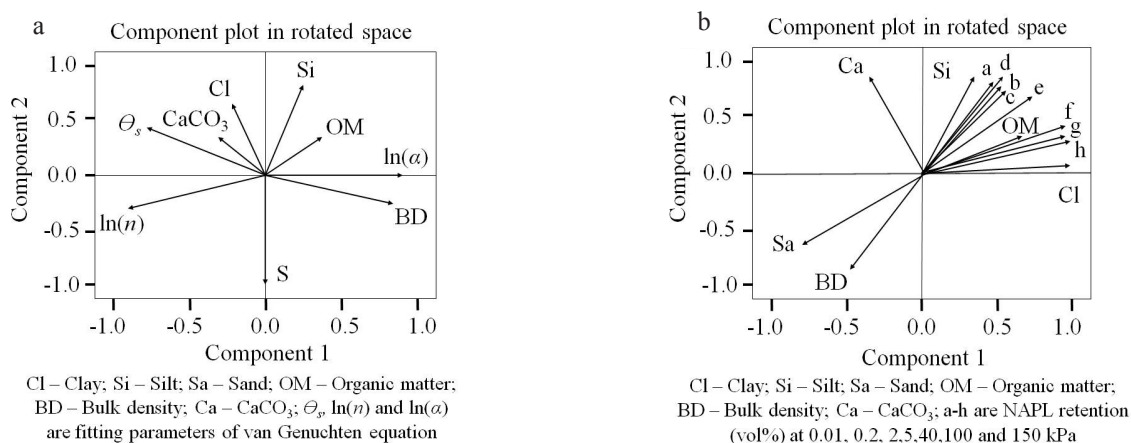 a
Component plot in rotated space
Component 2
1.0
0.5
0.0
-0.5
-1.0
Si
Cl
CaCO₃
OM
θₛ
ln(α)
ln(n)
BD
S
-1.0 -0.5 0.0 0.5 1.0
Component 1
Cl – Clay; Si – Silt; Sa – Sand; OM – Organic matter;
BD – Bulk density; Ca – CaCO₃; θₛ, ln(n) and ln(α)
are fitting parameters of van Genuchten equation
b
Component plot in rotated space
Component 2
1.0
0.5
0.0
-0.5
-1.0
Ca
Si
a
d
b
c
e
f
OM
g
h
Cl
Sa
BD
-1.0 -0.5 0.0 0.5 1.0
Component 1
Cl – Clay; Si – Silt; Sa – Sand; OM – Organic matter;
BD – Bulk density; Ca – CaCO₃; a-h are NAPL retention
(vol%) at 0.01, 0.2, 2,5,40,100 and 150 kPa